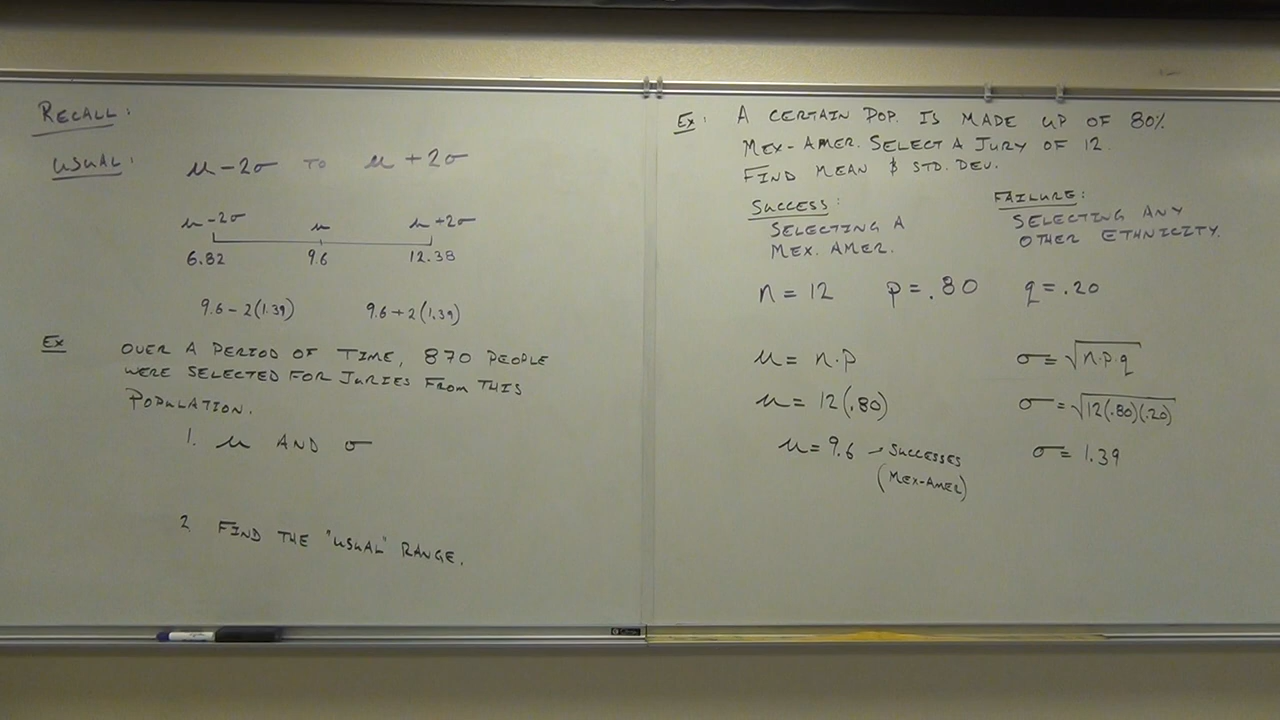 RECALL:
USUAL: μ-2σ TO μ+2σ
μ-2σ μ μ+2σ
6.82 9.6 12.38
9.6-2(1.39) 9.6+2(1.39)
Ex OVER A PERIOD OF TIME, 870 PEOPLE
WERE SELECTED FOR JURIES FROM THIS
POPULATION.
1. μ AND σ
2. FIND THE "USUAL" RANGE.
Ex: A CERTAIN POP. IS MADE UP OF 80%
MEX-AMER. SELECT A JURY OF 12.
FIND MEAN & STD. DEV.
SUCCESS:
SELECTING A
MEX. AMER.
FAILURE:
SELECTING ANY
OTHER ETHNICITY.
n=12 p=.80 q=.20
μ=n·p
μ=12(.80)
μ=9.6 → SUCCESSES
(MEX-AMER)
σ=√n·p·q
σ=√12(.80)(.20)
σ=1.39